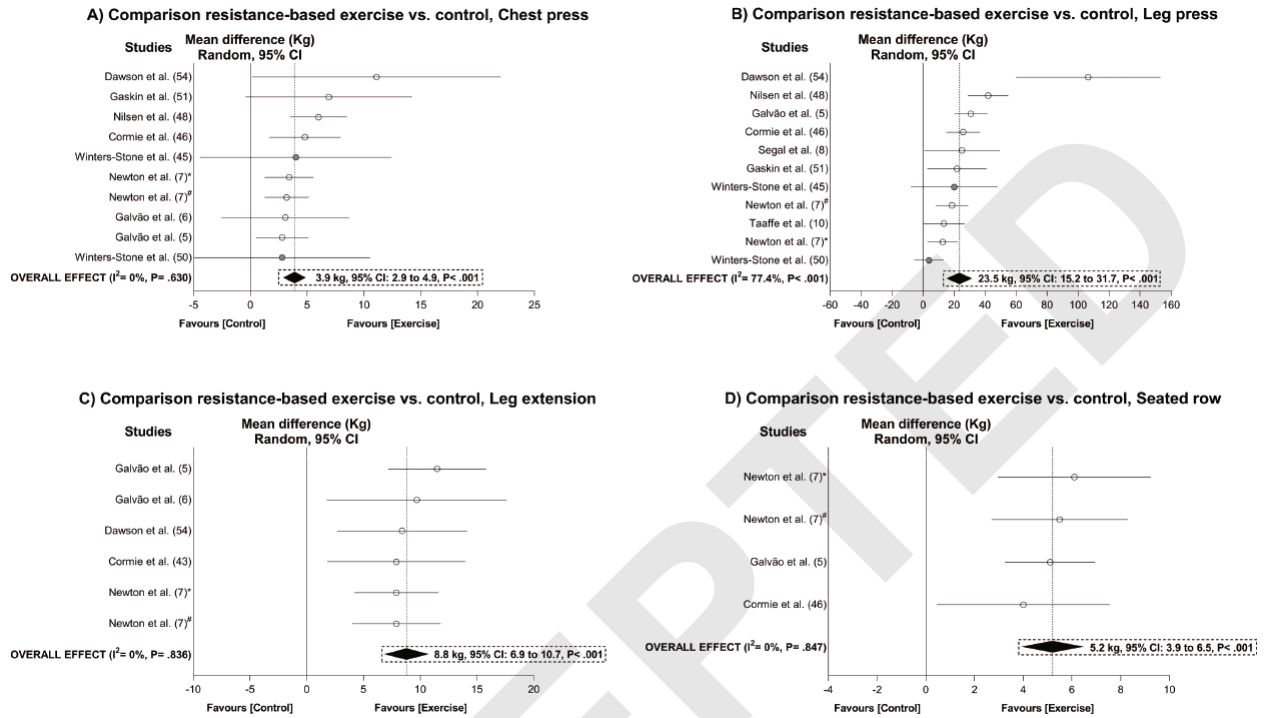 A) Comparison resistance-based exercise vs. control, Chest press
Studies
Mean difference (Kg)
Random, 95% CI
Dawson et al. (54)
Gaskin et al. (51)
Nilsen et al. (48)
Cormie et al. (46)
Winters-Stone et al. (45)
Newton et al. (7)*
Newton et al. (7)#
Galvão et al. (6)
Galvão et al. (5)
Winters-Stone et al. (50)
OVERALL EFFECT (I²= 0%, P= .630)
3.9 kg, 95% CI: 2.9 to 4.9, P< .001
-5 0 5 10 15 20 25
Favours [Control] Favours [Exercise]
B) Comparison resistance-based exercise vs. control, Leg press
Studies
Mean difference (Kg)
Random, 95% CI
Dawson et al. (54)
Nilsen et al. (48)
Galvão et al. (5)
Cormie et al. (46)
Segal et al. (8)
Gaskin et al. (51)
Winters-Stone et al. (45)
Newton et al. (7)#
Taaffe et al. (10)
Newton et al. (7)*
Winters-Stone et al. (50)
OVERALL EFFECT (I²= 77.4%, P< .001)
23.5 kg, 95% CI: 15.2 to 31.7, P< .001
-60 -40 -20 0 20 40 60 80 100 120 140 160
Favours [Control] Favours [Exercise]
C) Comparison resistance-based exercise vs. control, Leg extension
Studies
Mean difference (Kg)
Random, 95% CI
Galvão et al. (5)
Galvão et al. (6)
Dawson et al. (54)
Cormie et al. (43)
Newton et al. (7)*
Newton et al. (7)#
OVERALL EFFECT (I²= 0%, P= .836)
8.8 kg, 95% CI: 6.9 to 10.7, P< .001
-10 -5 0 5 10 15 20
Favours [Control] Favours [Exercise]
D) Comparison resistance-based exercise vs. control, Seated row
Studies
Mean difference (Kg)
Random, 95% CI
Newton et al. (7)*
Newton et al. (7)#
Galvão et al. (5)
Cormie et al. (46)
OVERALL EFFECT (I²= 0%, P= .847)
5.2 kg, 95% CI: 3.9 to 6.5, P< .001
-4 -2 0 2 4 6 8 10
Favours [Control] Favours [Exercise]
EPTED